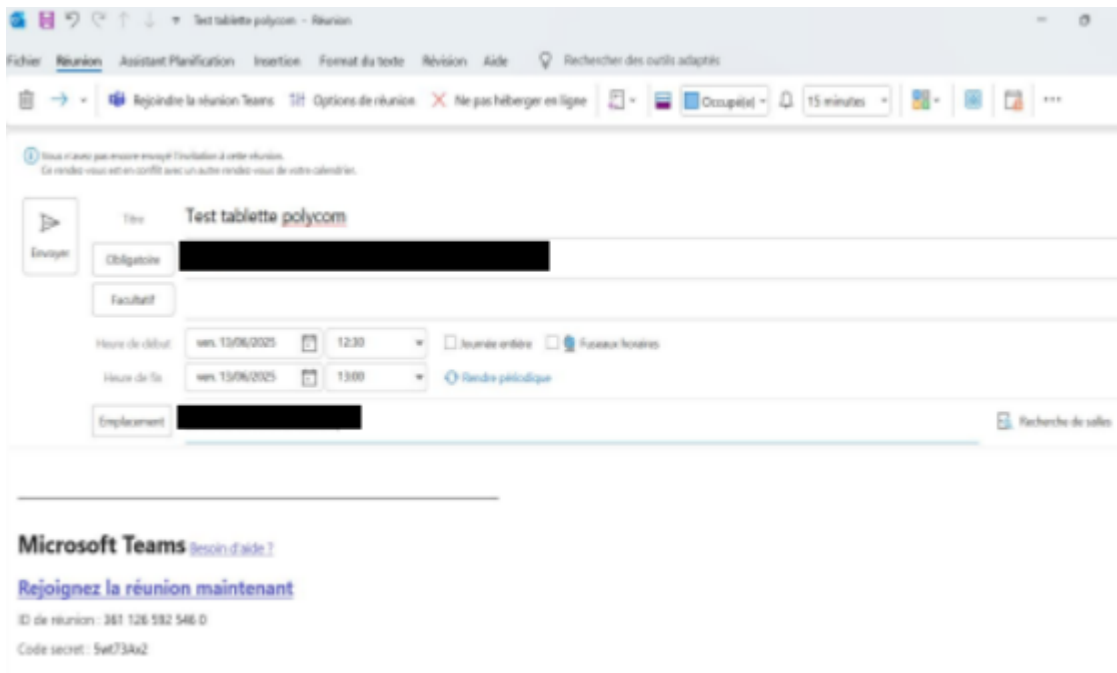 Test tablette polycom - Réunion
Fichier Réunion Assistant Planification Insertion Format du texte Révision Aide Rechercher des outils adaptés
Rejoindre la réunion Teams Options de réunion Ne pas héberger en ligne Occupé(e) 15 minutes
Vous n'avez pas encore envoyé l'invitation à cette réunion.
Ce rendez-vous est en conflit avec un autre rendez-vous de votre calendrier.
Titre Test tablette polycom
Envoyer
Obligatoire
Facultatif
Heure de début ven. 13/06/2025 12:30 Journée entière Fuseaux horaires
Heure de fin ven. 13/06/2025 13:00 Rendre périodique
Emplacement Recherche de salles
Microsoft Teams Besoin d'aide ?
Rejoignez la réunion maintenant
ID de réunion : 361 126 592 546 0
Code secret : 5wt73Ax2